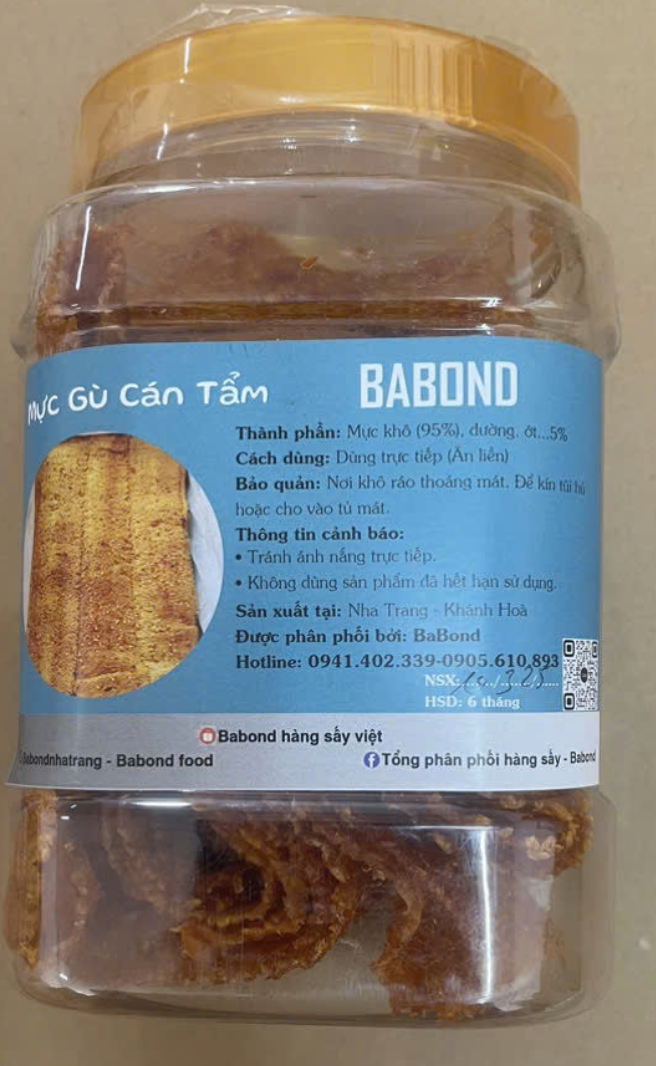 Mực Gù Cán Tẩm
BABOND
Thành phần: Mực khô (95%), đường, ớt...5%
Cách dùng: Dùng trực tiếp (Ăn liền)
Bảo quản: Nơi khô ráo thoáng mát. Để kín túi
hoặc cho vào tủ mát.
Thông tin cảnh báo:
• Tránh ánh nắng trực tiếp.
• Không dùng sản phẩm đã hết hạn sử dụng.
Sản xuất tại: Nha Trang - Khánh Hoà
Được phân phối bởi: BaBond
Hotline: 0941.402.339-0905.610.893
NSX:
HSD: 6 tháng
Babond hàng sấy việt
Babondnhatrang - Babond food
Tổng phân phối hàng sấy - Babond